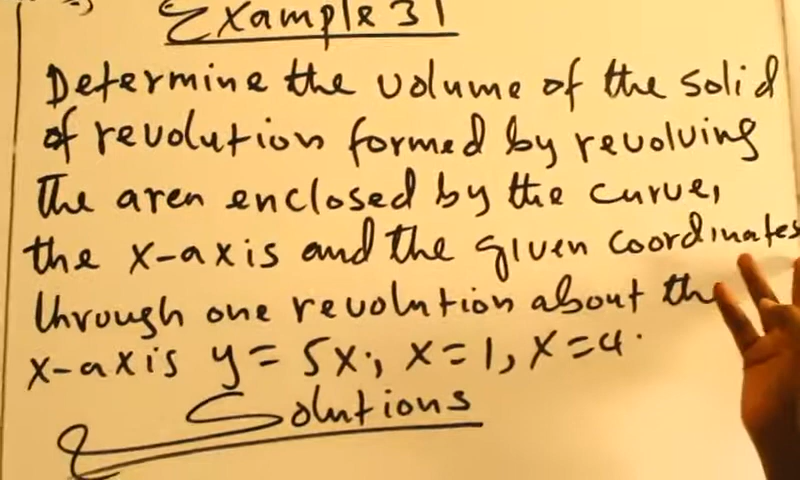 Example 31
Determine the volume of the solid
of revolution formed by revolving
the area enclosed by the curve,
the x-axis and the given coordinates
through one revolution about the
x-axis y = 5x; x=1, x=4.
Solutions